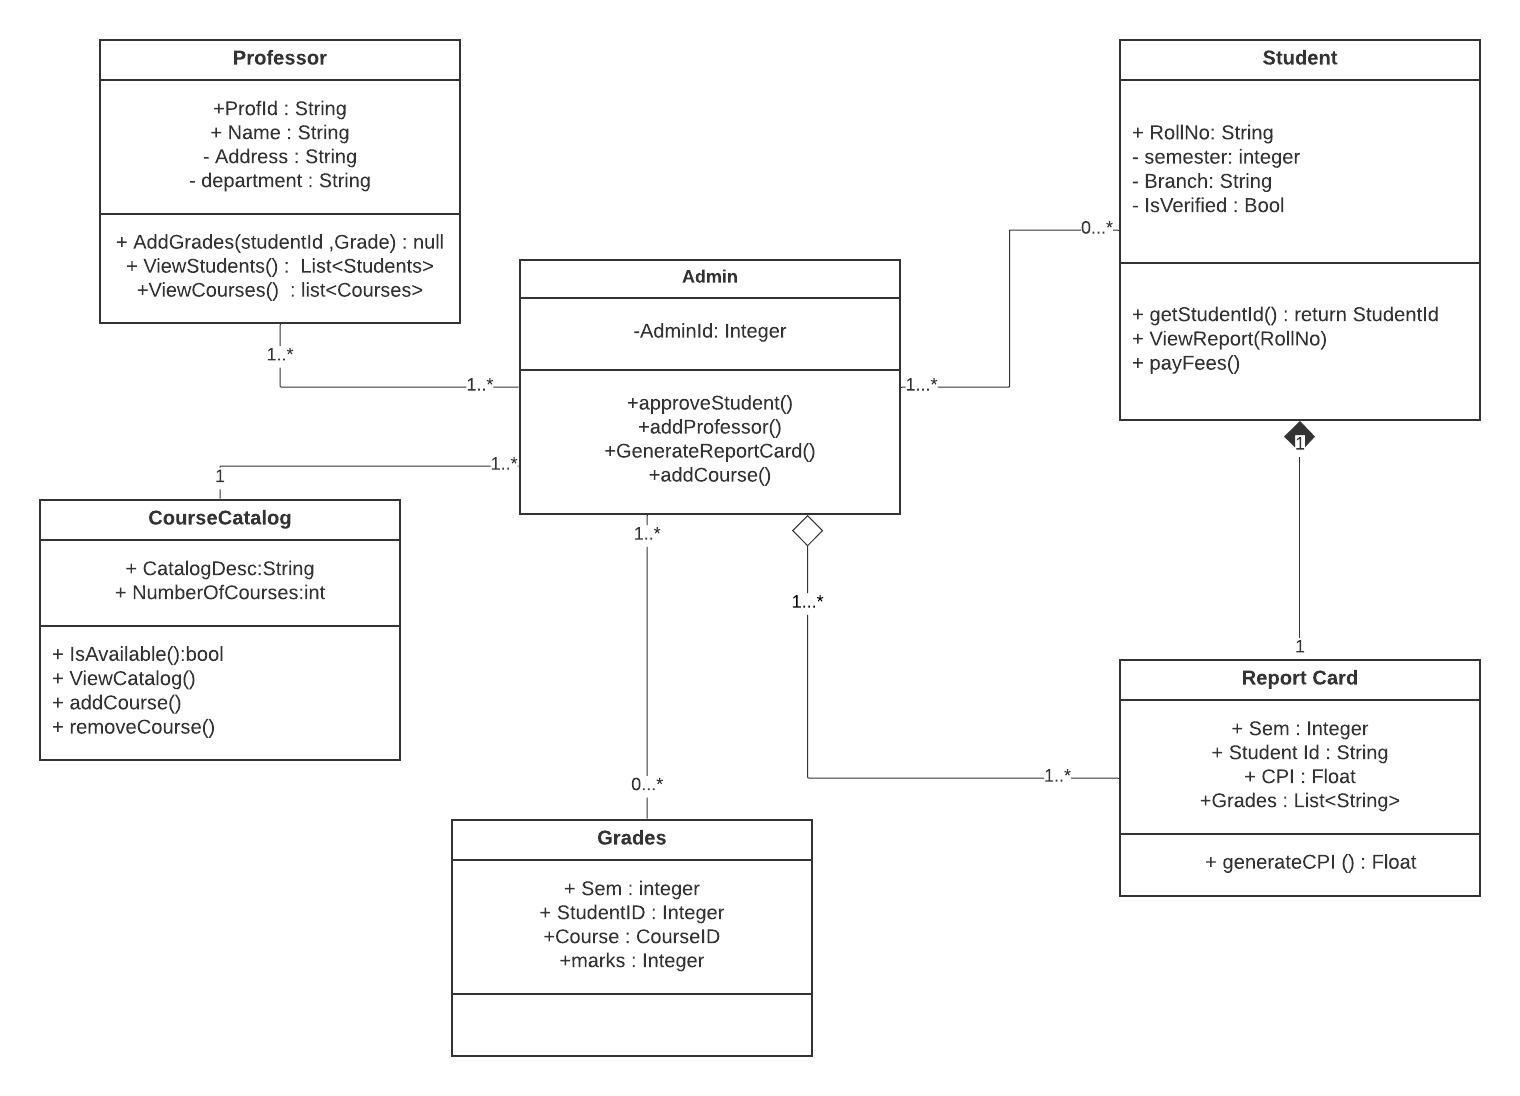 Professor
+ProfId : String
+ Name : String
- Address : String
- department : String
+ AddGrades(studentId ,Grade) : null
+ ViewStudents() :  List<Students>
+ViewCourses()  : list<Courses>
1..*
1..*
Student
+ RollNo: String
- semester: integer
- Branch: String
- IsVerified : Bool
+ getStudentId() : return StudentId
+ ViewReport(RollNo)
+ payFees()
0...*
1...*
Admin
-AdminId: Integer
+approveStudent()
+addProfessor()
+GenerateReportCard()
+addCourse()
1..*
1
CourseCatalog
+ CatalogDesc:String
+ NumberOfCourses:int
+ IsAvailable():bool
+ ViewCatalog()
+ addCourse()
+ removeCourse()
1..*
0...*
1...*
1..*
1
1
Report Card
+ Sem : Integer
+ Student Id : String
+ CPI : Float
+Grades : List<String>
+ generateCPI () : Float
Grades
+ Sem : integer
+ StudentID : Integer
+Course : CourseID
+marks : Integer